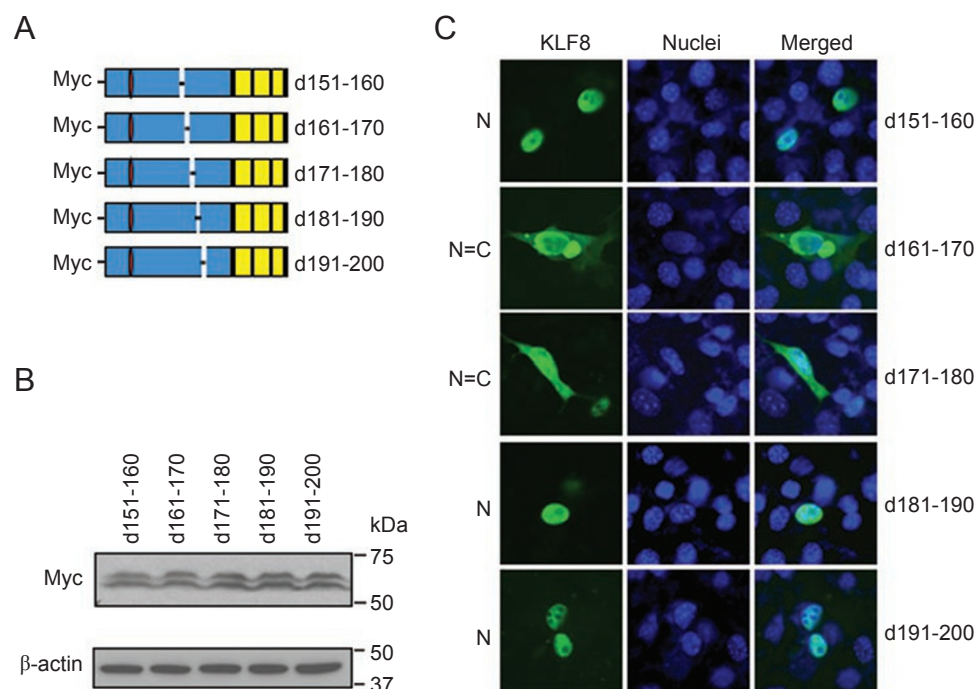 A
Myc d151-160
Myc d161-170
Myc d171-180
Myc d181-190
Myc d191-200
B
d151-160 d161-170 d171-180 d181-190 d191-200
kDa
75
Myc
50
50
β-actin
37
C
KLF8 Nuclei Merged
N d151-160
N=C d161-170
N=C d171-180
N d181-190
N d191-200